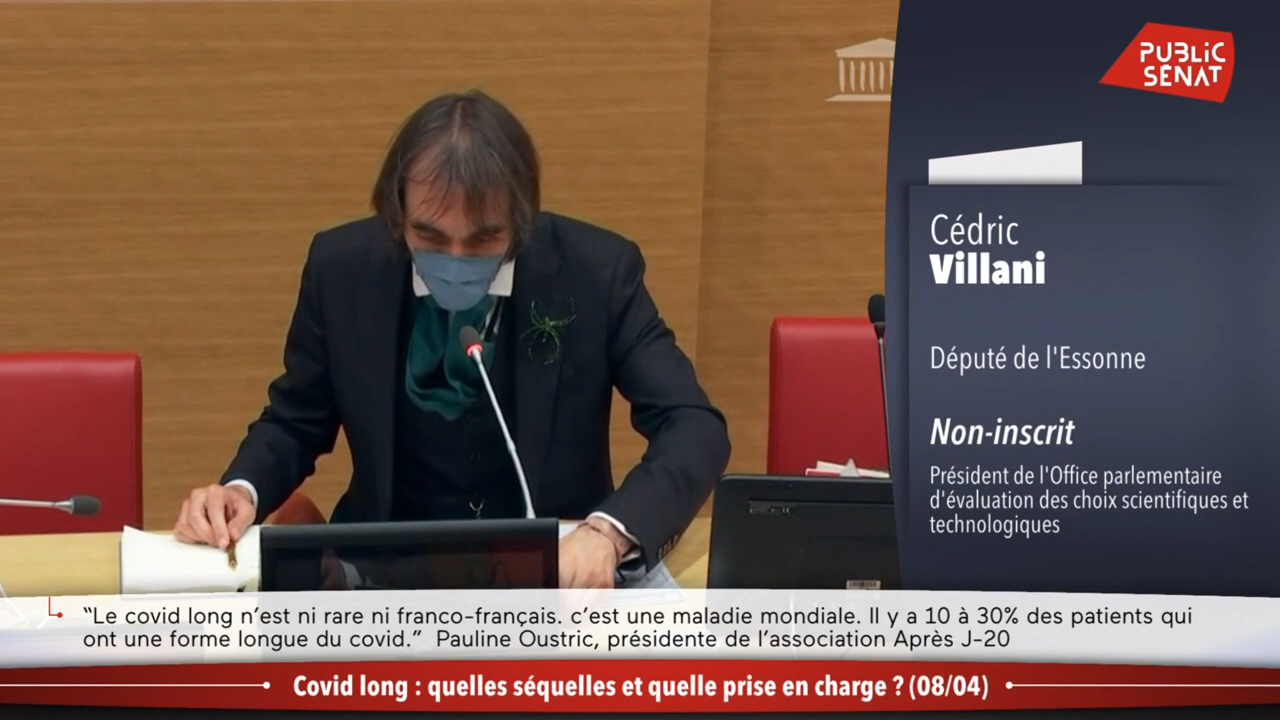 PUBLIC
SÉNAT
Cédric
Villani
Député de l'Essonne
Non-inscrit
Président de l'Office parlementaire
d'évaluation des choix scientifiques et
technologiques
“Le covid long n’est ni rare ni franco-français. c’est une maladie mondiale. Il y a 10 à 30% des patients qui
ont une forme longue du covid.” Pauline Oustric, présidente de l’association Après J-20
Covid long : quelles séquelles et quelle prise en charge ? (08/04)